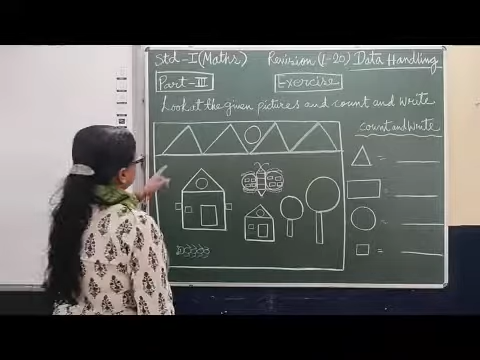 Std-I (Maths) Revision (1-20) Data Handling
Part-III Exercise
Look at the given pictures and count and write
count and write
= 
= 
= 
=